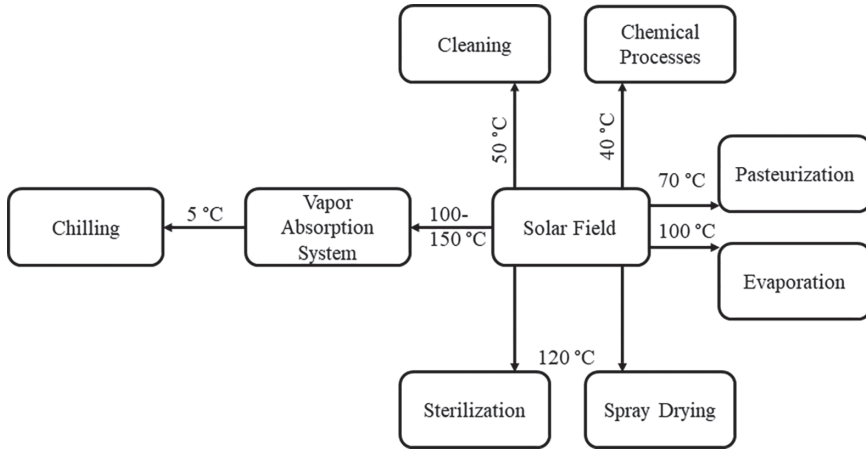 Cleaning
Chemical
Processes
50 °C
40 °C
70 °C
Pasteurization
Chilling
5 °C
Vapor
Absorption
System
100-
150 °C
Solar Field
100 °C
Evaporation
120 °C
Sterilization
Spray Drying